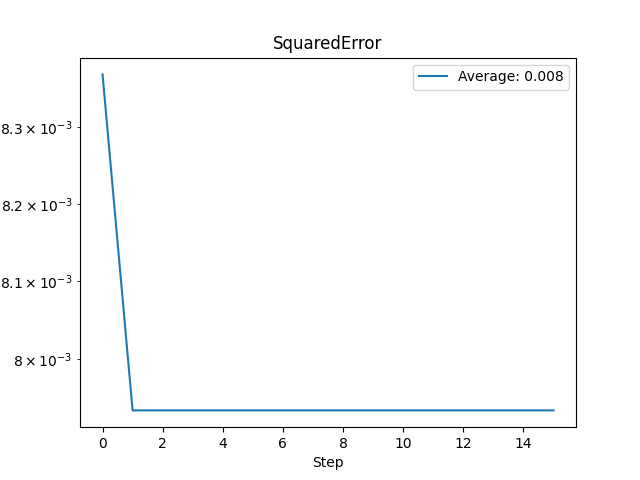 SquaredError
Average: 0.008
8.3 × 10⁻³
8.2 × 10⁻³
8.1 × 10⁻³
8 × 10⁻³
0 2 4 6 8 10 12 14
Step